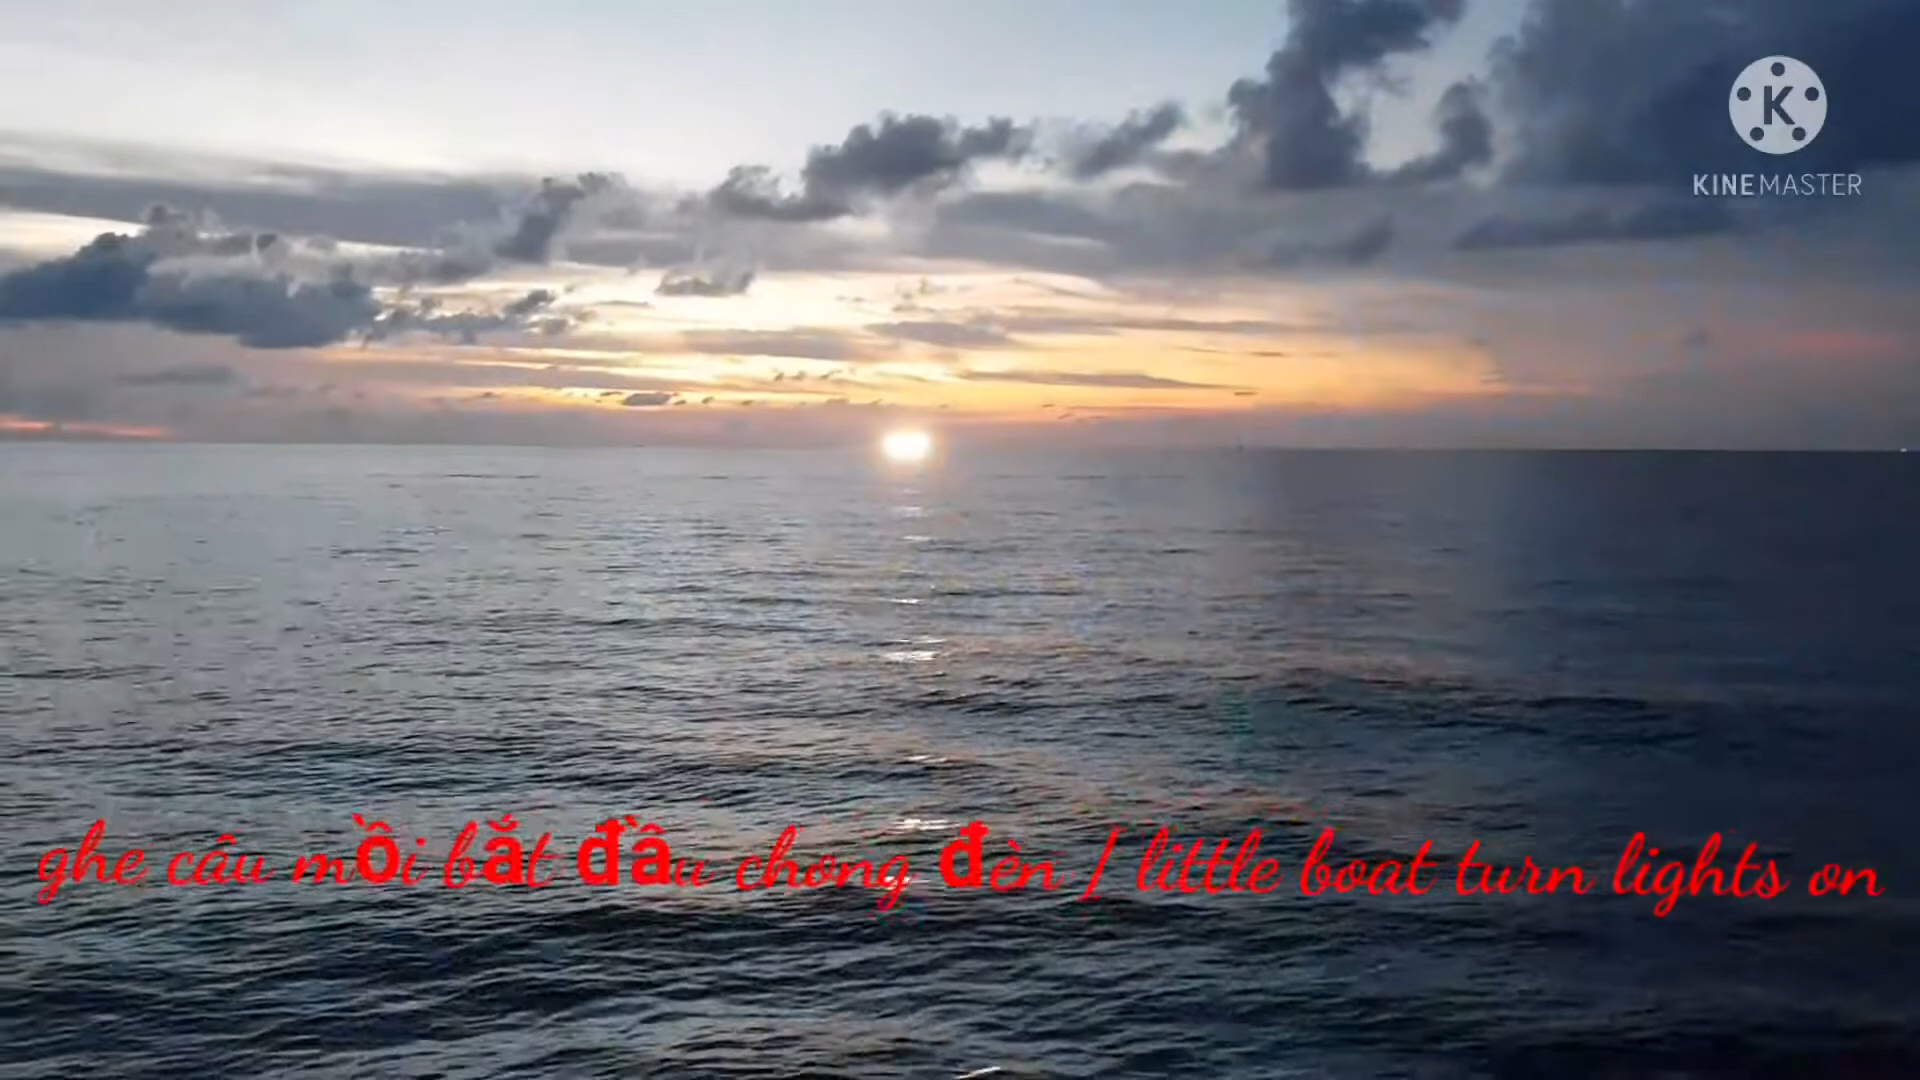 K
KINEMASTER
ghe câu mồi bắt đầu chong đèn / little boat turn lights on